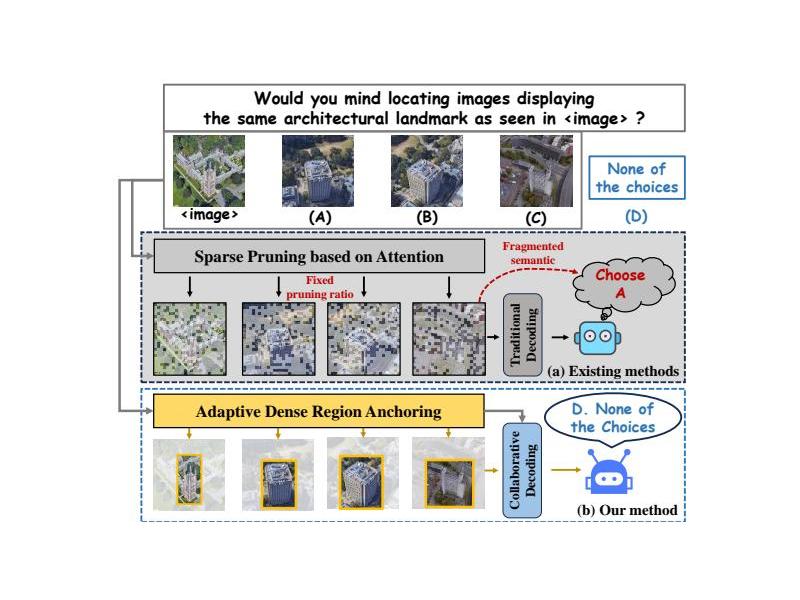 Would you mind locating images displaying
the same architectural landmark as seen in <image> ?
<image>
(A)
(B)
(C)
None of
the choices
(D)
Sparse Pruning based on Attention
Fixed
pruning ratio
Fragmented
semantic
Choose
A
Traditional
Decoding
(a) Existing methods
Adaptive Dense Region Anchoring
D. None of
the Choices
Collaborative
Decoding
(b) Our method